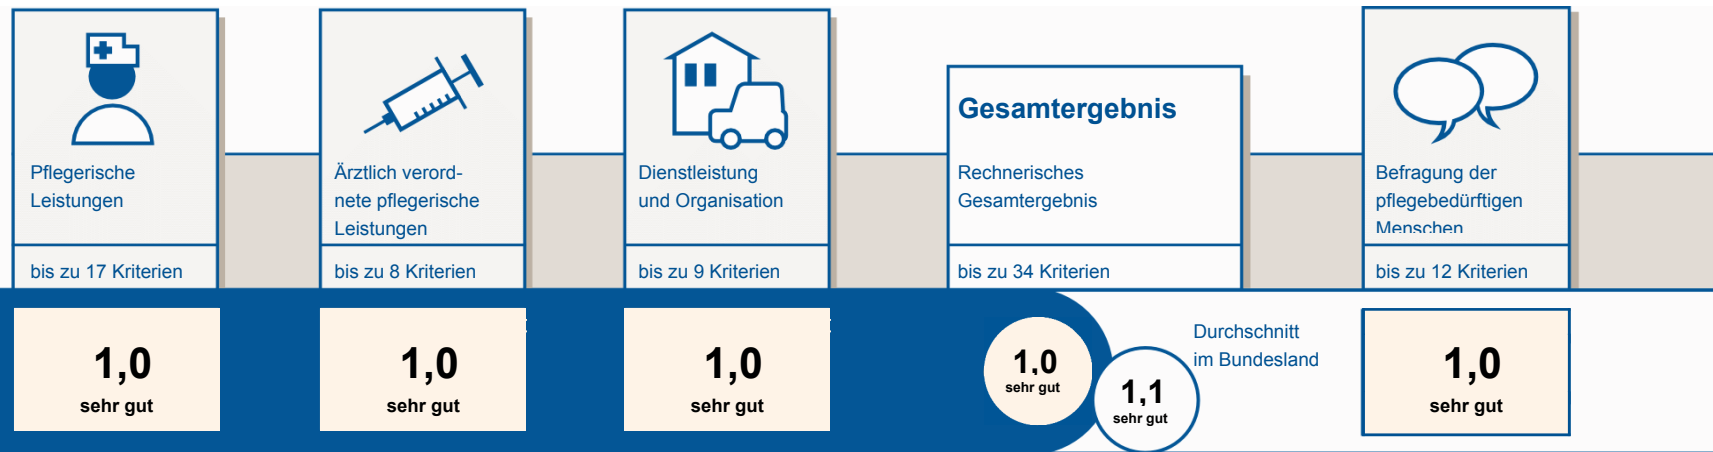 Pflegerische
Leistungen
bis zu 17 Kriterien
1,0
sehr gut
Ärztlich verord-
nete pflegerische
Leistungen
bis zu 8 Kriterien
1,0
sehr gut
Dienstleistung
und Organisation
bis zu 9 Kriterien
1,0
sehr gut
Gesamtergebnis
Rechnerisches
Gesamtergebnis
bis zu 34 Kriterien
1,0
sehr gut
1,1
sehr gut
Durchschnitt
im Bundesland
Befragung der
pflegebedürftigen
Menschen
bis zu 12 Kriterien
1,0
sehr gut